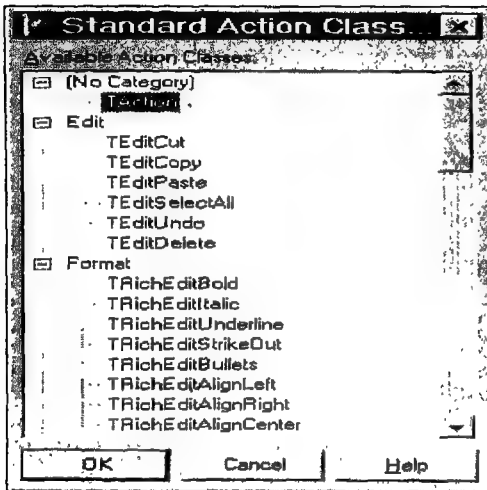 Standard Action Class...
Available Action Classes:
(No Category)
TAction
Edit
TEditCut
TEditCopy
TEditPaste
TEditSelectAll
TEditUndo
TEditDelete
Format
TRichEditBold
TRichEditItalic
TRichEditUnderline
TRichEditStrikeOut
TRichEditBullets
TRichEditAlignLeft
TRichEditAlignRight
TRichEditAlignCenter
OK Cancel Help